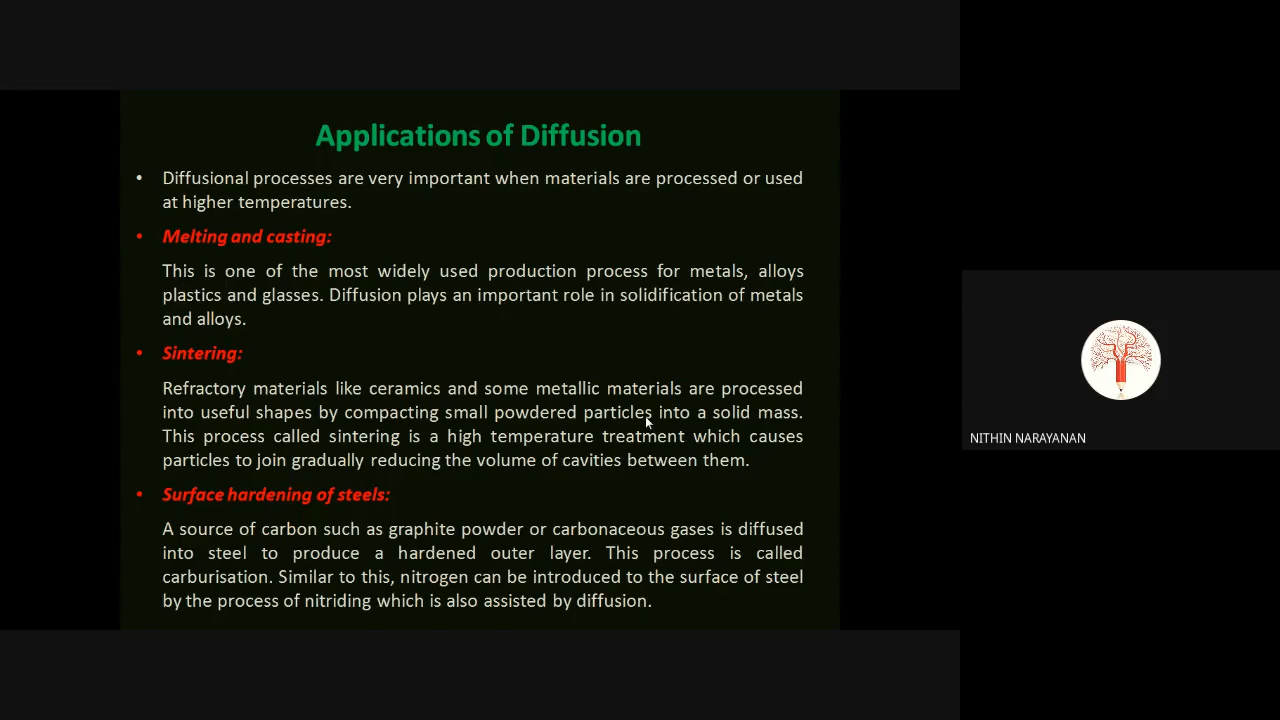 Applications of Diffusion
• Diffusional processes are very important when materials are processed or used
at higher temperatures.
• Melting and casting:
This is one of the most widely used production process for metals, alloys
plastics and glasses. Diffusion plays an important role in solidification of metals
and alloys.
• Sintering:
Refractory materials like ceramics and some metallic materials are processed
into useful shapes by compacting small powdered particles into a solid mass.
This process called sintering is a high temperature treatment which causes
particles to join gradually reducing the volume of cavities between them.
• Surface hardening of steels:
A source of carbon such as graphite powder or carbonaceous gases is diffused
into steel to produce a hardened outer layer. This process is called
carburisation. Similar to this, nitrogen can be introduced to the surface of steel
by the process of nitriding which is also assisted by diffusion.
NITHIN NARAYANAN